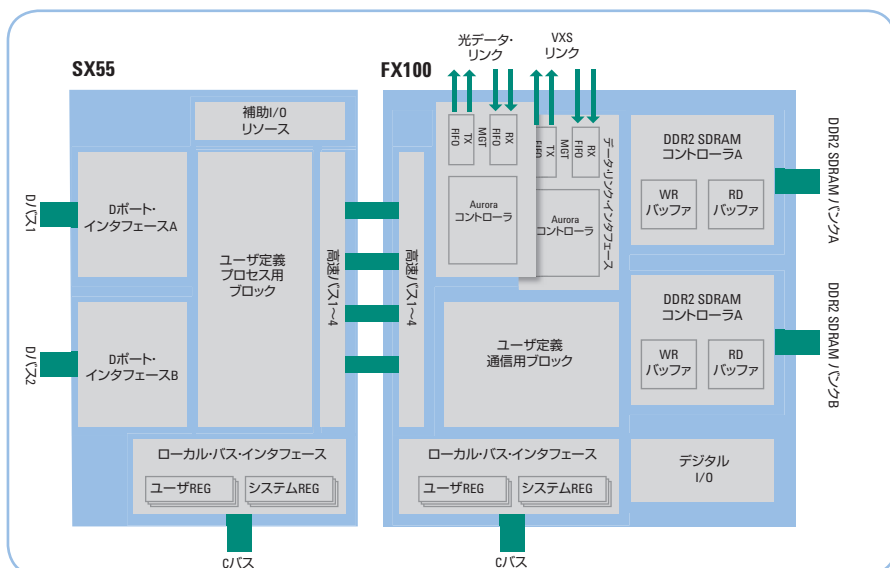 光データ・
リンク
VXS
リンク
SX55
FX100
補助I/O
リソース
Dバス1
Dポート・
インタフェースA
ユーザ定義
プロセス用
ブロック
高速バス1～4
Dバス2
Dポート・
インタフェースB
ローカル・バス・インタフェース
ユーザREG
システムREG
Cバス
高速バス1～4
TX
FIFO
MGT
RX
FIFO
Aurora
コントローラ
TX
FIFO
MGT
RX
FIFO
Aurora
コントローラ
データ・リンク・インタフェース
ユーザ定義
通信用ブロック
ローカル・バス・インタフェース
ユーザREG
システムREG
Cバス
DDR2 SDRAM
コントローラA
WR
バッファ
RD
バッファ
DDR2 SDRAM バンクA
DDR2 SDRAM
コントローラA
WR
バッファ
RD
バッファ
DDR2 SDRAM バンクB
デジタル
I/O